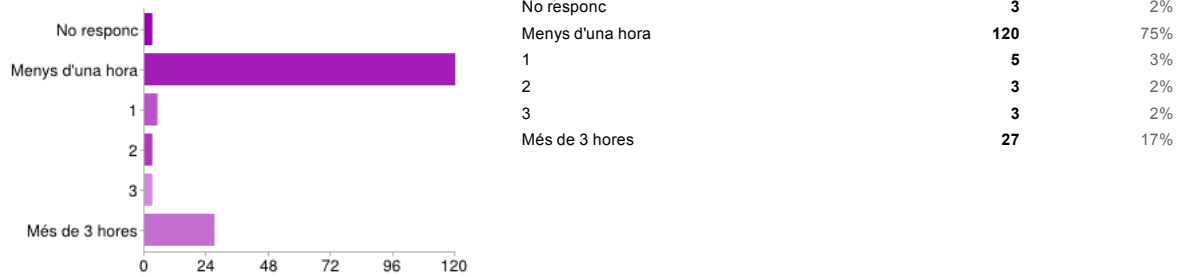 No responc
Menys d'una hora
1
2
3
Més de 3 hores
0 24 48 72 96 120
No responc 3 2%
Menys d'una hora 120 75%
1 5 3%
2 3 2%
3 3 2%
Més de 3 hores 27 17%